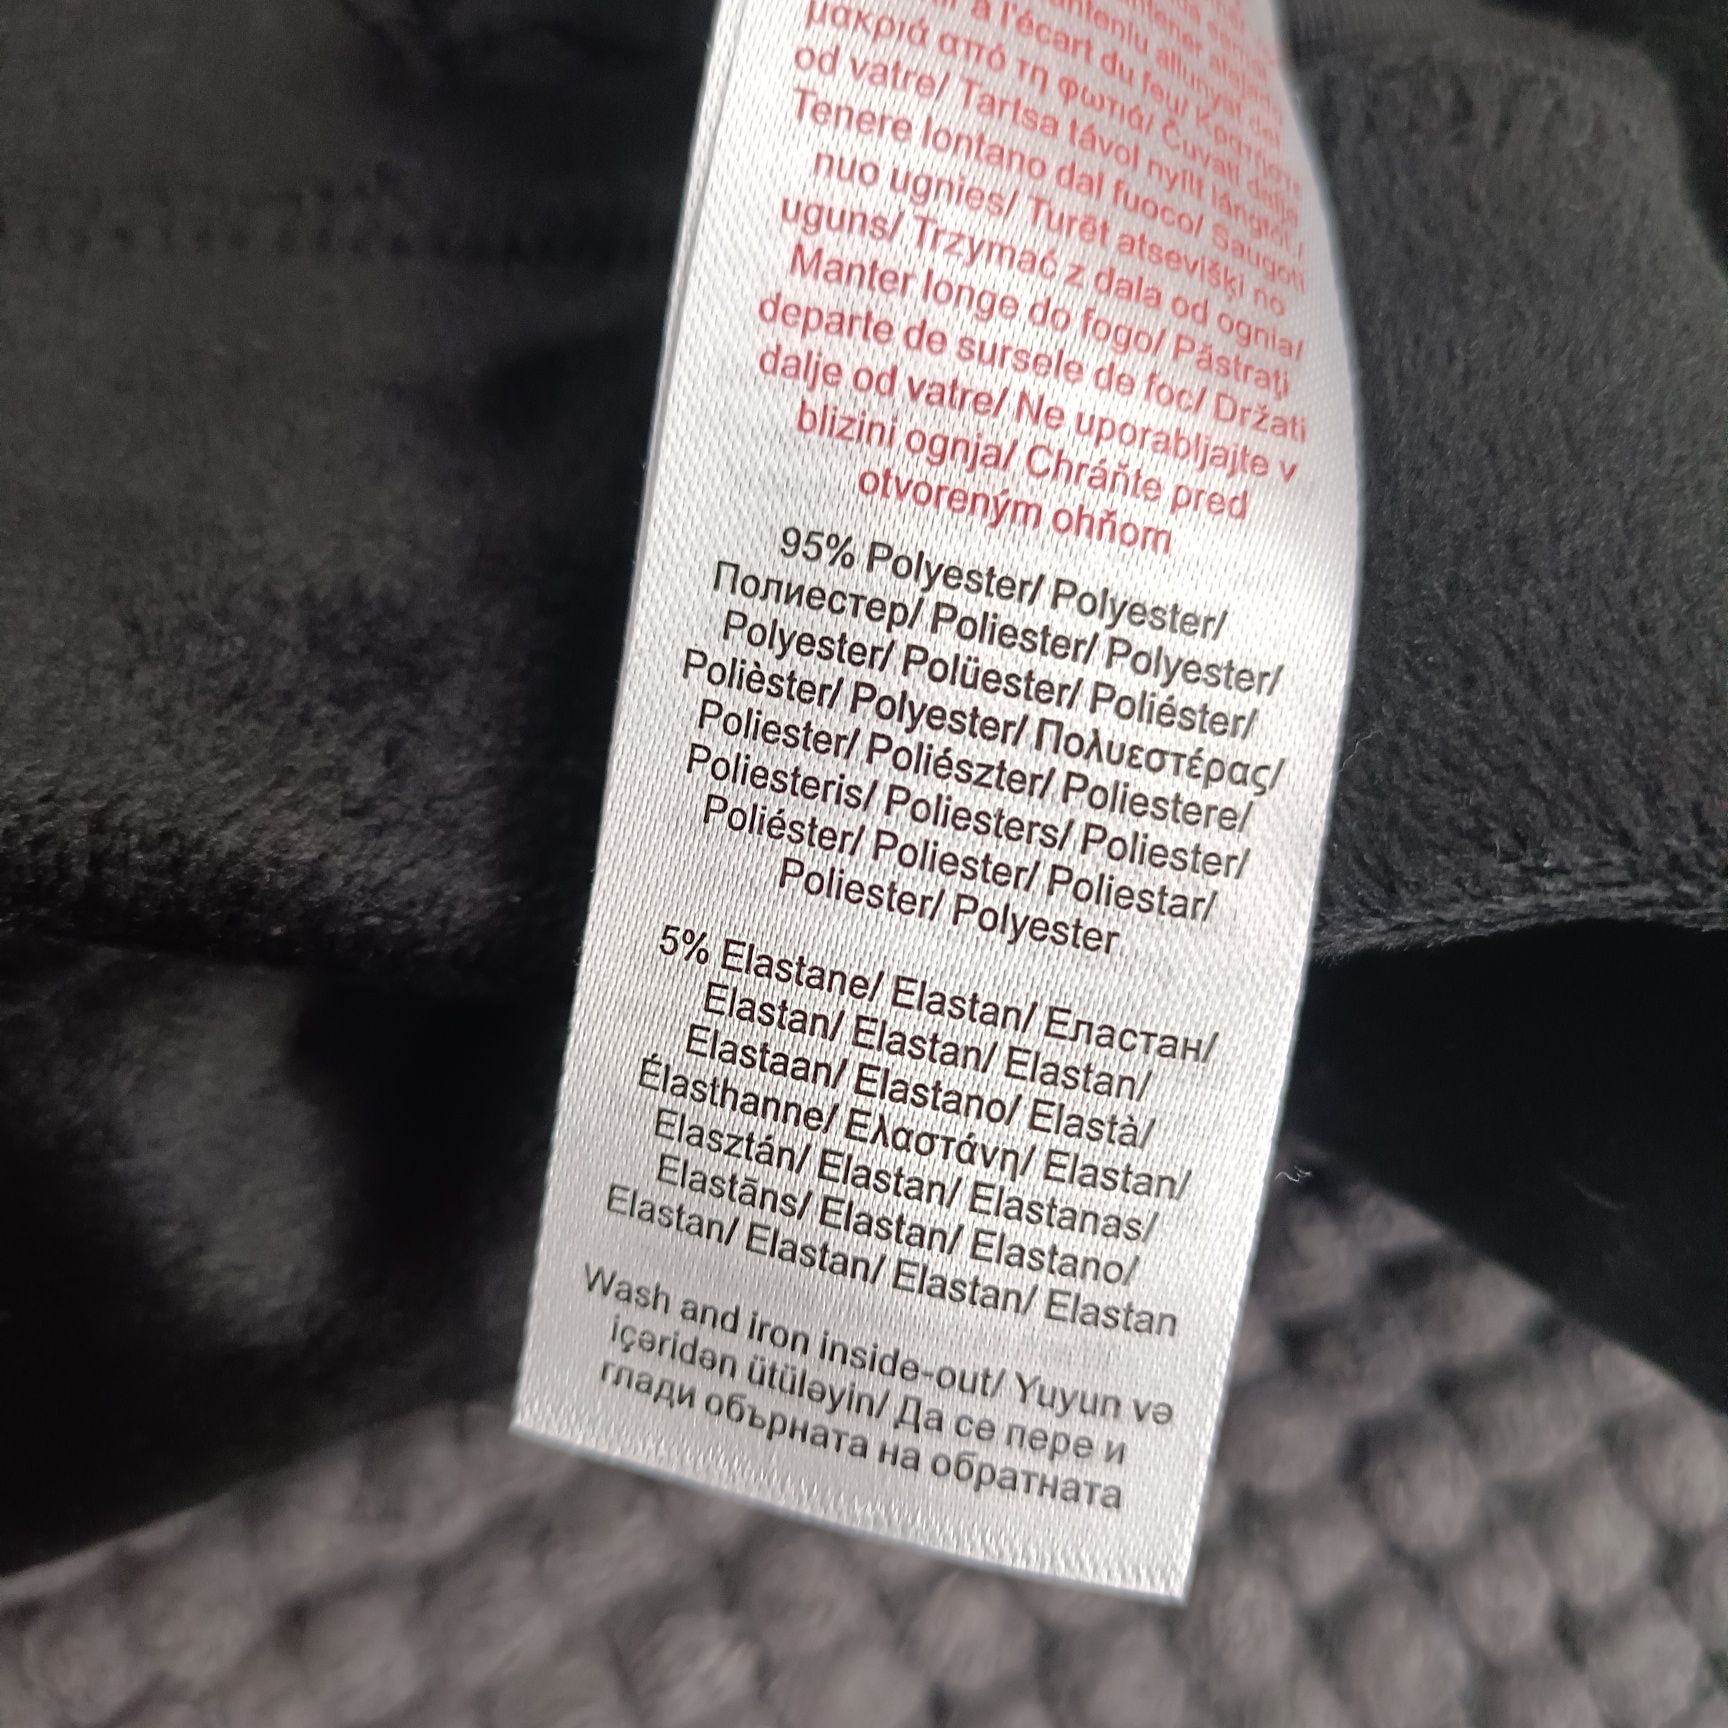 à l'écart du feu/ Κρατήστε
μακριά από τη φωτιά/ Čuvati dalje
od vatre/ Tartsa távol nyílt lángtól./
Tenere lontano dal fuoco/ Saugoti
nuo ugnies/ Turēt atsevišķi no
uguns/ Trzymać z dala od ognia/
Manter longe do fogo/ Păstrați
departe de sursele de foc/ Držati
dalje od vatre/ Ne uporabljajte v
blizini ognja/ Chráňte pred
otvoreným ohňom
95% Polyester/ Polyester/
Полиестер/ Poliester/ Polyester/
Polyester/ Polüester/ Poliéster/
Polièster/ Polyester/ Πολυεστέρας/
Poliester/ Poliészter/ Poliestere/
Poliesteris/ Poliesters/ Poliester/
Poliéster/ Poliester/ Poliestar/
Poliester/ Polyester
5% Elastane/ Elastan/ Еластан/
Elastan/ Elastan/ Elastan/
Elastaan/ Elastano/ Elastà/
Élasthanne/ Ελαστάνη/ Elastan/
Elasztán/ Elastan/ Elastanas/
Elastāns/ Elastan/ Elastano/
Elastan/ Elastan/ Elastan/ Elastan
Wash and iron inside-out/ Yuyun və
içəridən ütüləyin/ Да се пере и
глади обърната на обратната